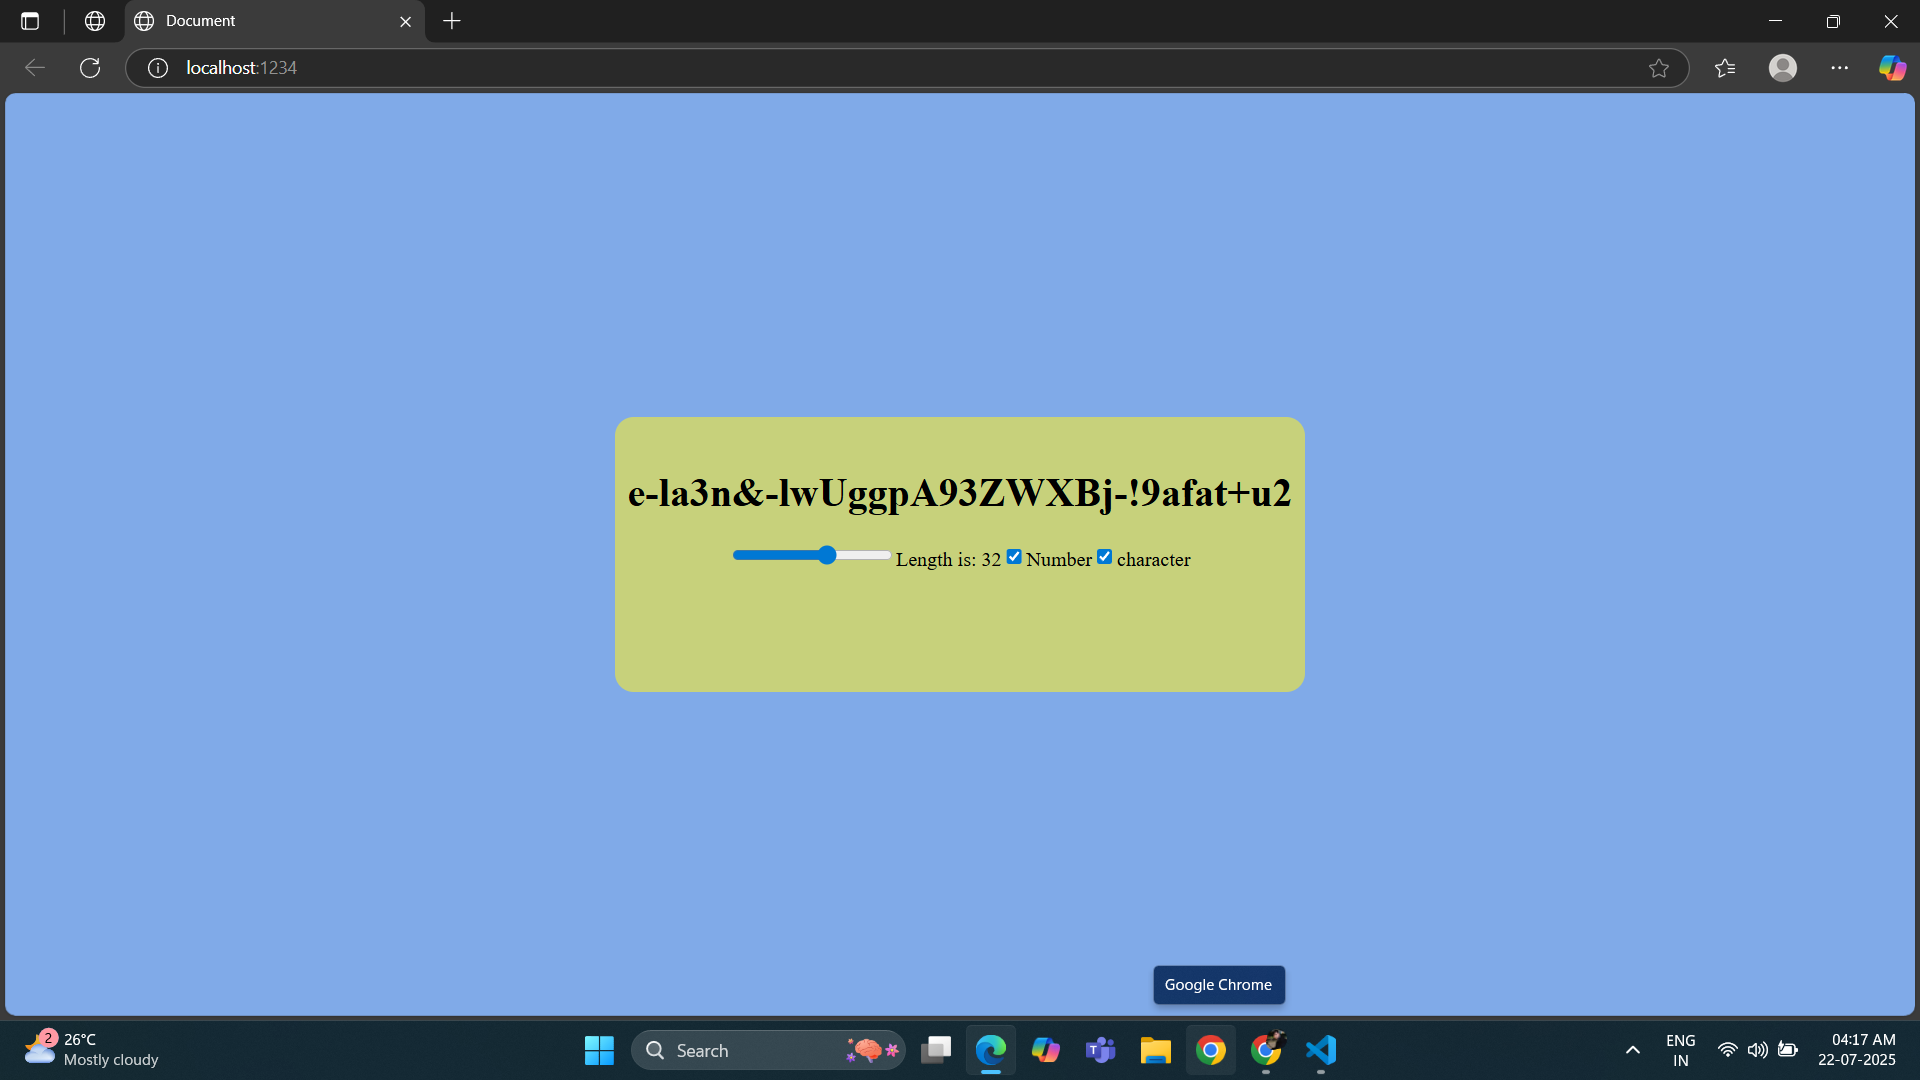 Document
localhost:1234
e-la3n&-lwUggpA93ZWXBj-!9afat+u2
Length is: 32 Number character
Google Chrome
2
26°C
Mostly cloudy
Search
T
ENG
IN
04:17 AM
22-07-2025